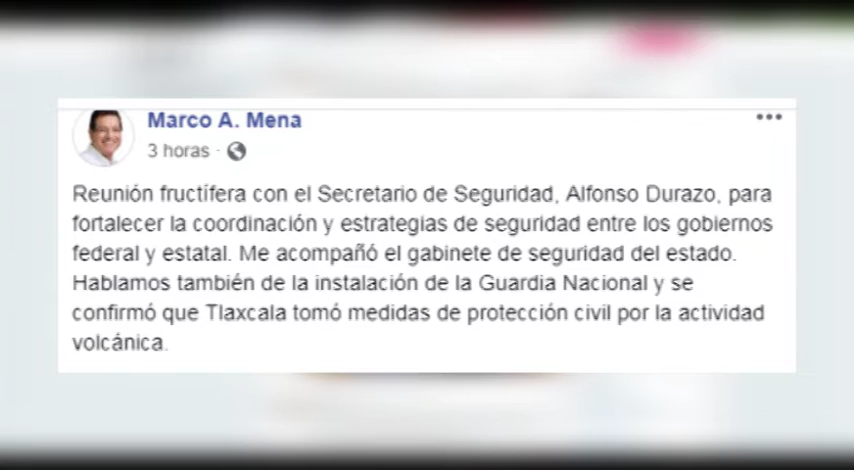 Marco A. Mena
3 horas ·
Reunión fructífera con el Secretario de Seguridad, Alfonso Durazo, para
fortalecer la coordinación y estrategias de seguridad entre los gobiernos
federal y estatal. Me acompañó el gabinete de seguridad del estado.
Hablamos también de la instalación de la Guardia Nacional y se
confirmó que Tlaxcala tomó medidas de protección civil por la actividad
volcánica.